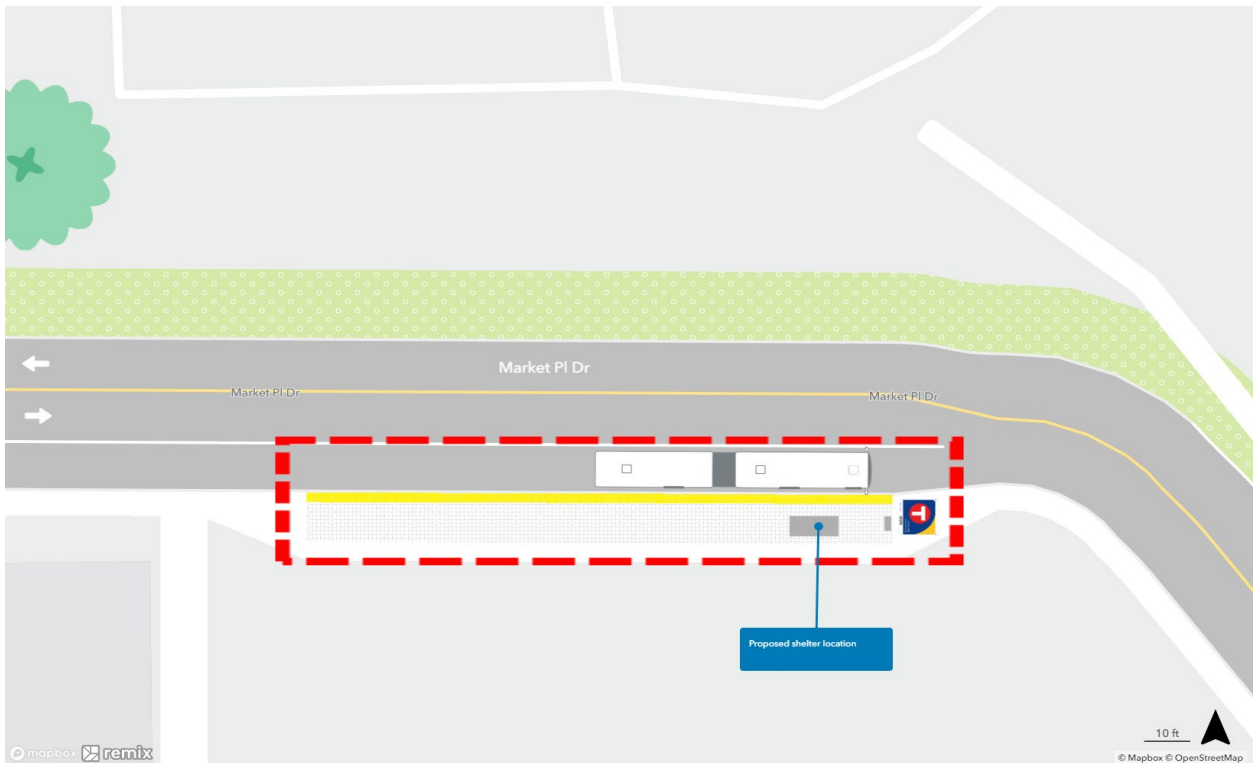 Market Pl Dr
Market Pl Dr
Market Pl Dr
T
Proposed shelter location
10 ft
mapbox remix
© Mapbox © OpenStreetMap